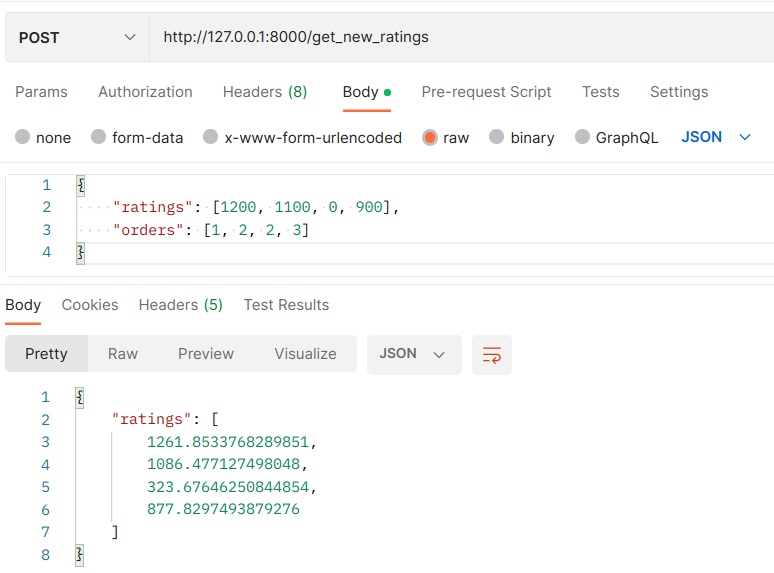 POST http://127.0.0.1:8000/get_new_ratings
Params Authorization Headers (8) Body Pre-request Script Tests Settings
none form-data x-www-form-urlencoded raw binary GraphQL JSON
1 {
2 "ratings": [1200, 1100, 0, 900],
3 "orders": [1, 2, 2, 3]
4 }
Body Cookies Headers (5) Test Results
Pretty Raw Preview Visualize JSON
1 {
2 "ratings": [
3 1261.8533768289851,
4 1086.477127498048,
5 323.67646250844854,
6 877.8297493879276
7 ]
8 }